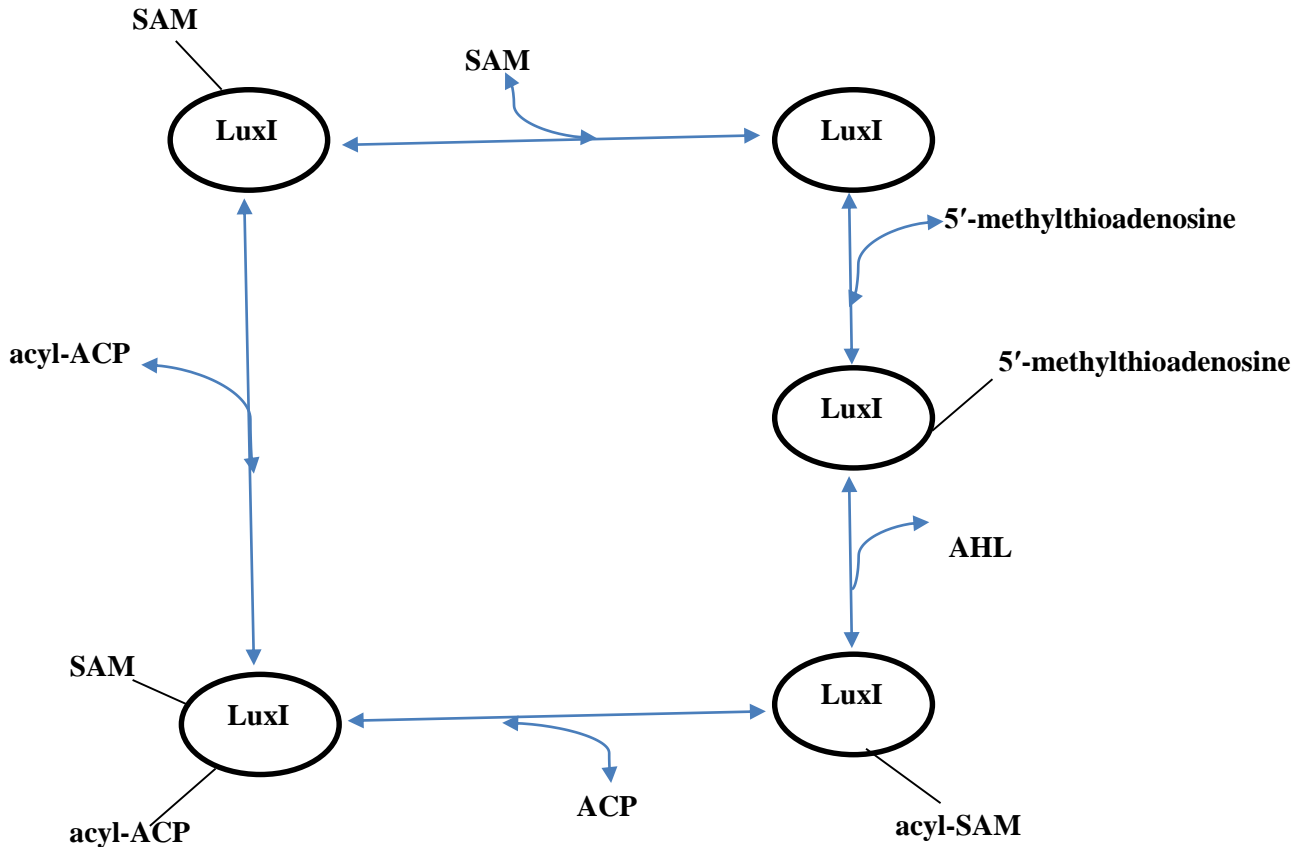 SAM
SAM
LuxI
LuxI
5′-methylthioadenosine
acyl-ACP
5′-methylthioadenosine
LuxI
AHL
SAM
LuxI
LuxI
ACP
acyl-SAM
acyl-ACP